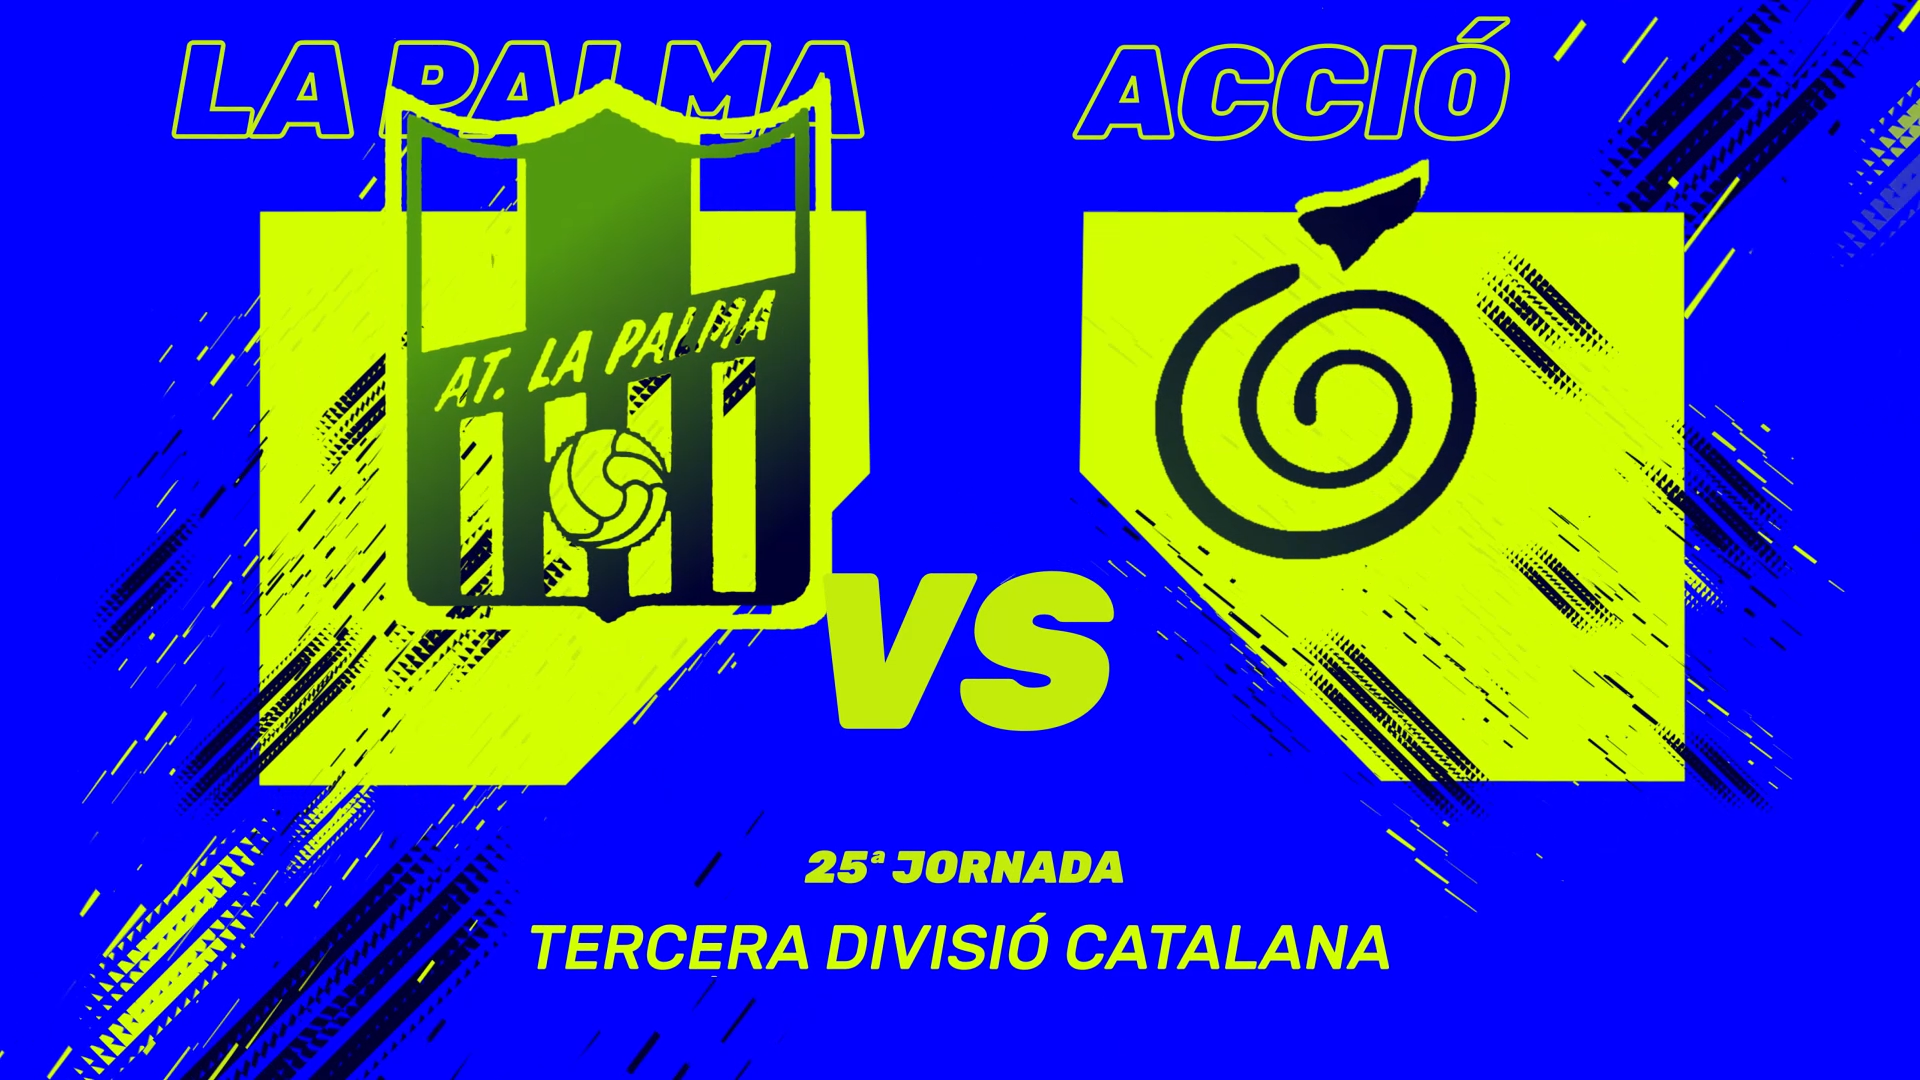 LA PALMA
ACCIÓ
AT. LA PALMA
VS
25ª JORNADA
TERCERA DIVISIÓ CATALANA